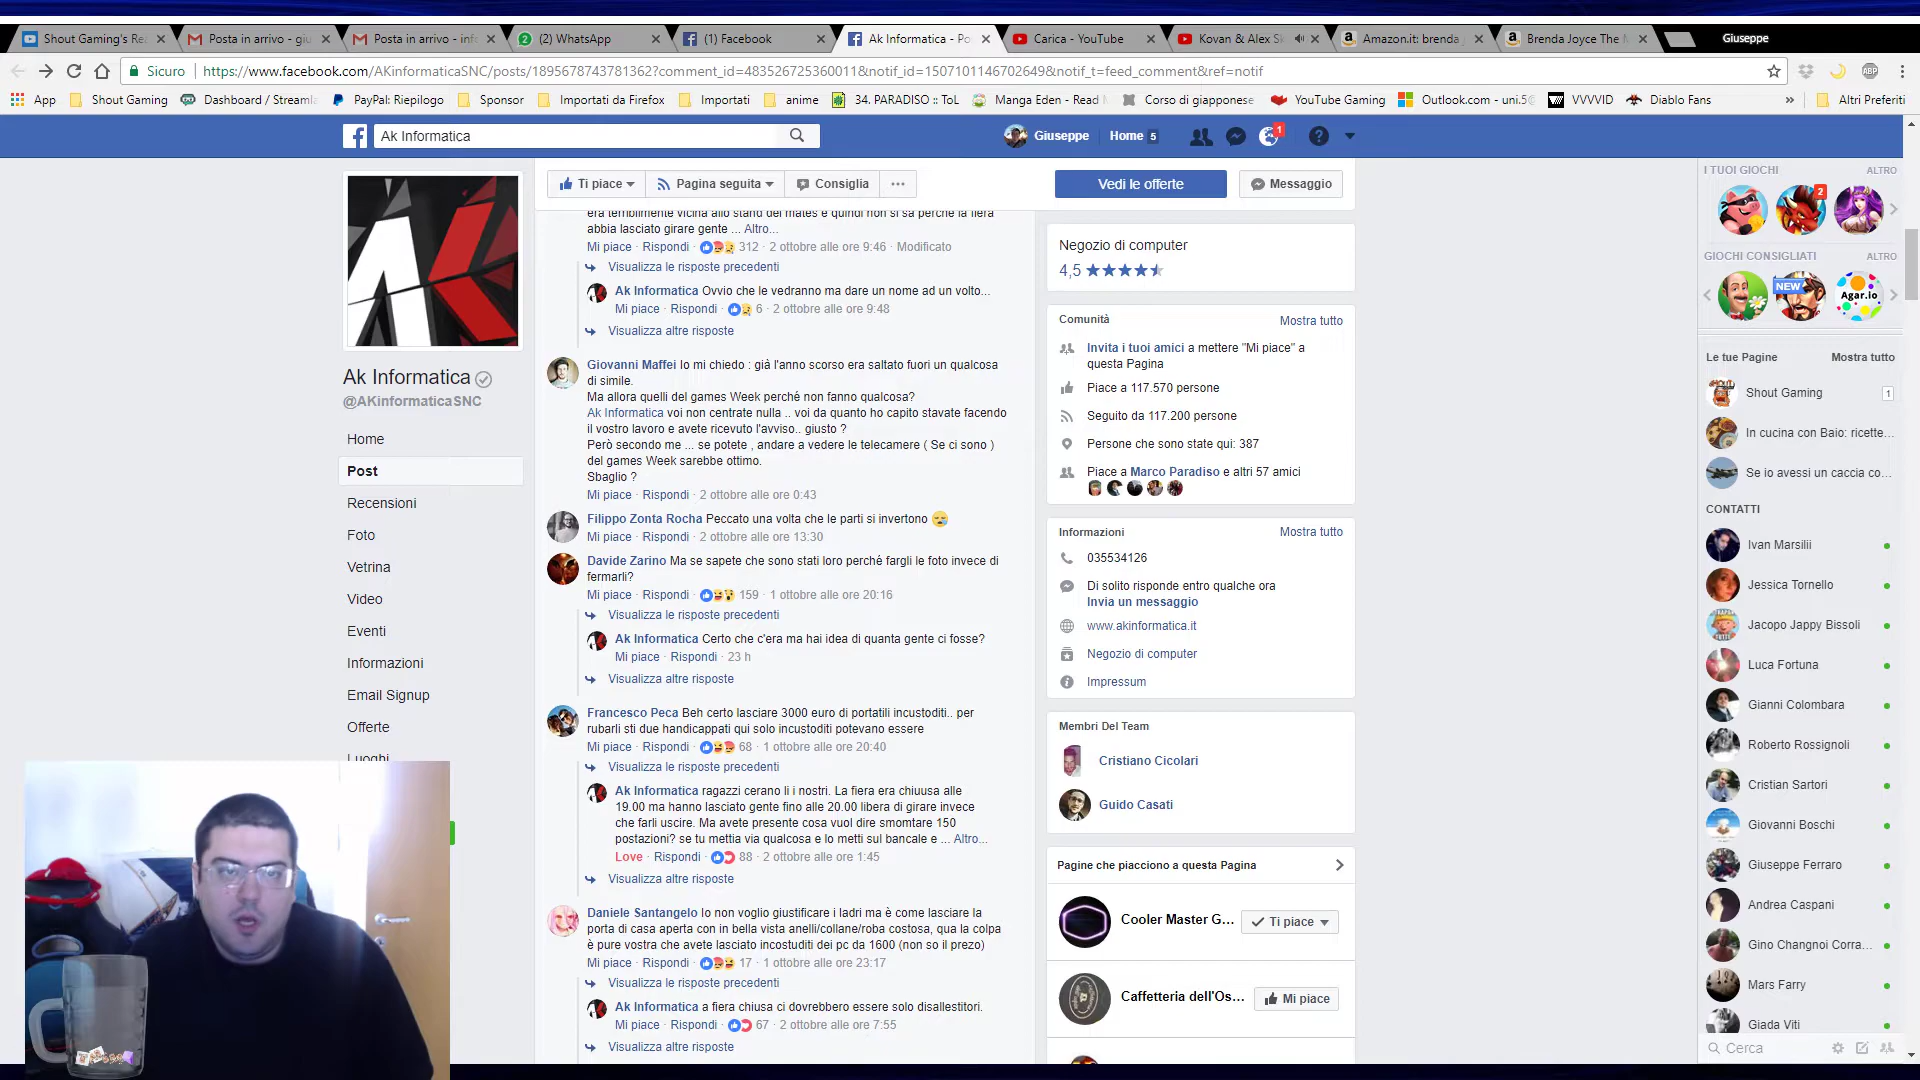 Shout Gaming's Re
Posta in arrivo - giu
Posta in arrivo - inf
(2) WhatsApp
(1) Facebook
Ak Informatica - Po
Carica - YouTube
Kovan & Alex Sk
Amazon.it: brenda j
Brenda Joyce The M
Giuseppe
Sicuro
https://www.facebook.com/AKinformaticaSNC/posts/1895678743781362?comment_id=483526725360011&notif_id=1507101146702649&notif_t=feed_comment&ref=notif
App
Shout Gaming
Dashboard / Streamla
PayPal: Riepilogo
Sponsor
Importati da Firefox
Importati
anime
34. PARADISO :: ToL
Manga Eden - Read M
Corso di giapponese
YouTube Gaming
Outlook.com - uni.5@
VVVVID
Diablo Fans
»
Altri Preferiti
Ak Informatica
Giuseppe
Home 5
1
Ti piace
Pagina seguita
Consiglia
...
Vedi le offerte
Messaggio
Ak Informatica
@AKinformaticaSNC
Home
Post
Recensioni
Foto
Vetrina
Video
Eventi
Informazioni
Email Signup
Offerte
Luoghi
era terribilmente vicina allo stand dei mates e quindi non si sa perché la fiera
abbia lasciato girare gente ... Altro...
Mi piace · Rispondi · 312 · 2 ottobre alle ore 9:46 · Modificato
Visualizza le risposte precedenti
Ak Informatica Ovvio che le vedranno ma dare un nome ad un volto...
Mi piace · Rispondi · 6 · 2 ottobre alle ore 9:48
Visualizza altre risposte
Giovanni Maffei Io mi chiedo : già l'anno scorso era saltato fuori un qualcosa
di simile.
Ma allora quelli del games Week perché non fanno qualcosa?
Ak Informatica voi non centrate nulla .. voi da quanto ho capito stavate facendo
il vostro lavoro e avete ricevuto l'avviso.. giusto ?
Però secondo me ... se potete , andare a vedere le telecamere ( Se ci sono )
del games Week sarebbe ottimo.
Sbaglio ?
Mi piace · Rispondi · 2 ottobre alle ore 0:43
Filippo Zonta Rocha Peccato una volta che le parti si invertono
Mi piace · Rispondi · 2 ottobre alle ore 13:30
Davide Zarino Ma se sapete che sono stati loro perché fargli le foto invece di
fermarli?
Mi piace · Rispondi · 159 · 1 ottobre alle ore 20:16
Visualizza le risposte precedenti
Ak Informatica Certo che c'era ma hai idea di quanta gente ci fosse?
Mi piace · Rispondi · 23 h
Visualizza altre risposte
Francesco Peca Beh certo lasciare 3000 euro di portatili incustoditi.. per
rubarli sti due handicappati qui solo incustoditi potevano essere
Mi piace · Rispondi · 68 · 1 ottobre alle ore 20:40
Visualizza le risposte precedenti
Ak Informatica ragazzi cerano li i nostri. La fiera era chiuusa alle
19.00 ma hanno lasciato gente fino alle 20.00 libera di girare invece
che farli uscire. Ma avete presente cosa vuol dire smomtare 150
postazioni? se tu mettia via qualcosa e lo metti sul bancale e ... Altro...
Love · Rispondi · 88 · 2 ottobre alle ore 1:45
Visualizza altre risposte
Daniele Santangelo Io non voglio giustificare i ladri ma è come lasciare la
porta di casa aperta con in bella vista anelli/collane/roba costosa, qua la colpa
è pure vostra che avete lasciato incostuditi dei pc da 1600 (non so il prezo)
Mi piace · Rispondi · 17 · 1 ottobre alle ore 23:17
Visualizza le risposte precedenti
Ak Informatica a fiera chiusa ci dovrebbero essere solo disallestitori.
Mi piace · Rispondi · 67 · 2 ottobre alle ore 7:55
Visualizza altre risposte
Negozio di computer
4,5
Comunità
Mostra tutto
Invita i tuoi amici a mettere "Mi piace" a
questa Pagina
Piace a 117.570 persone
Seguito da 117.200 persone
Persone che sono state qui: 387
Piace a Marco Paradiso e altri 57 amici
Informazioni
Mostra tutto
035534126
Di solito risponde entro qualche ora
Invia un messaggio
www.akinformatica.it
Negozio di computer
Impressum
Membri Del Team
Cristiano Cicolari
Guido Casati
Pagine che piacciono a questa Pagina
Cooler Master G...
Ti piace
Caffetteria dell'Os...
Mi piace
I TUOI GIOCHI
ALTRO
2
GIOCHI CONSIGLIATI
ALTRO
NEW
Agar.io
Le tue Pagine
Mostra tutto
Shout Gaming
1
In cucina con Baio: ricette...
Se io avessi un caccia co...
CONTATTI
Ivan Marsilii
Jessica Tornello
Jacopo Jappy Bissoli
Luca Fortuna
Gianni Colombara
Roberto Rossignoli
Cristian Sartori
Giovanni Boschi
Giuseppe Ferraro
Andrea Caspani
Gino Changnoi Corra...
Mars Farry
Giada Viti
Cerca